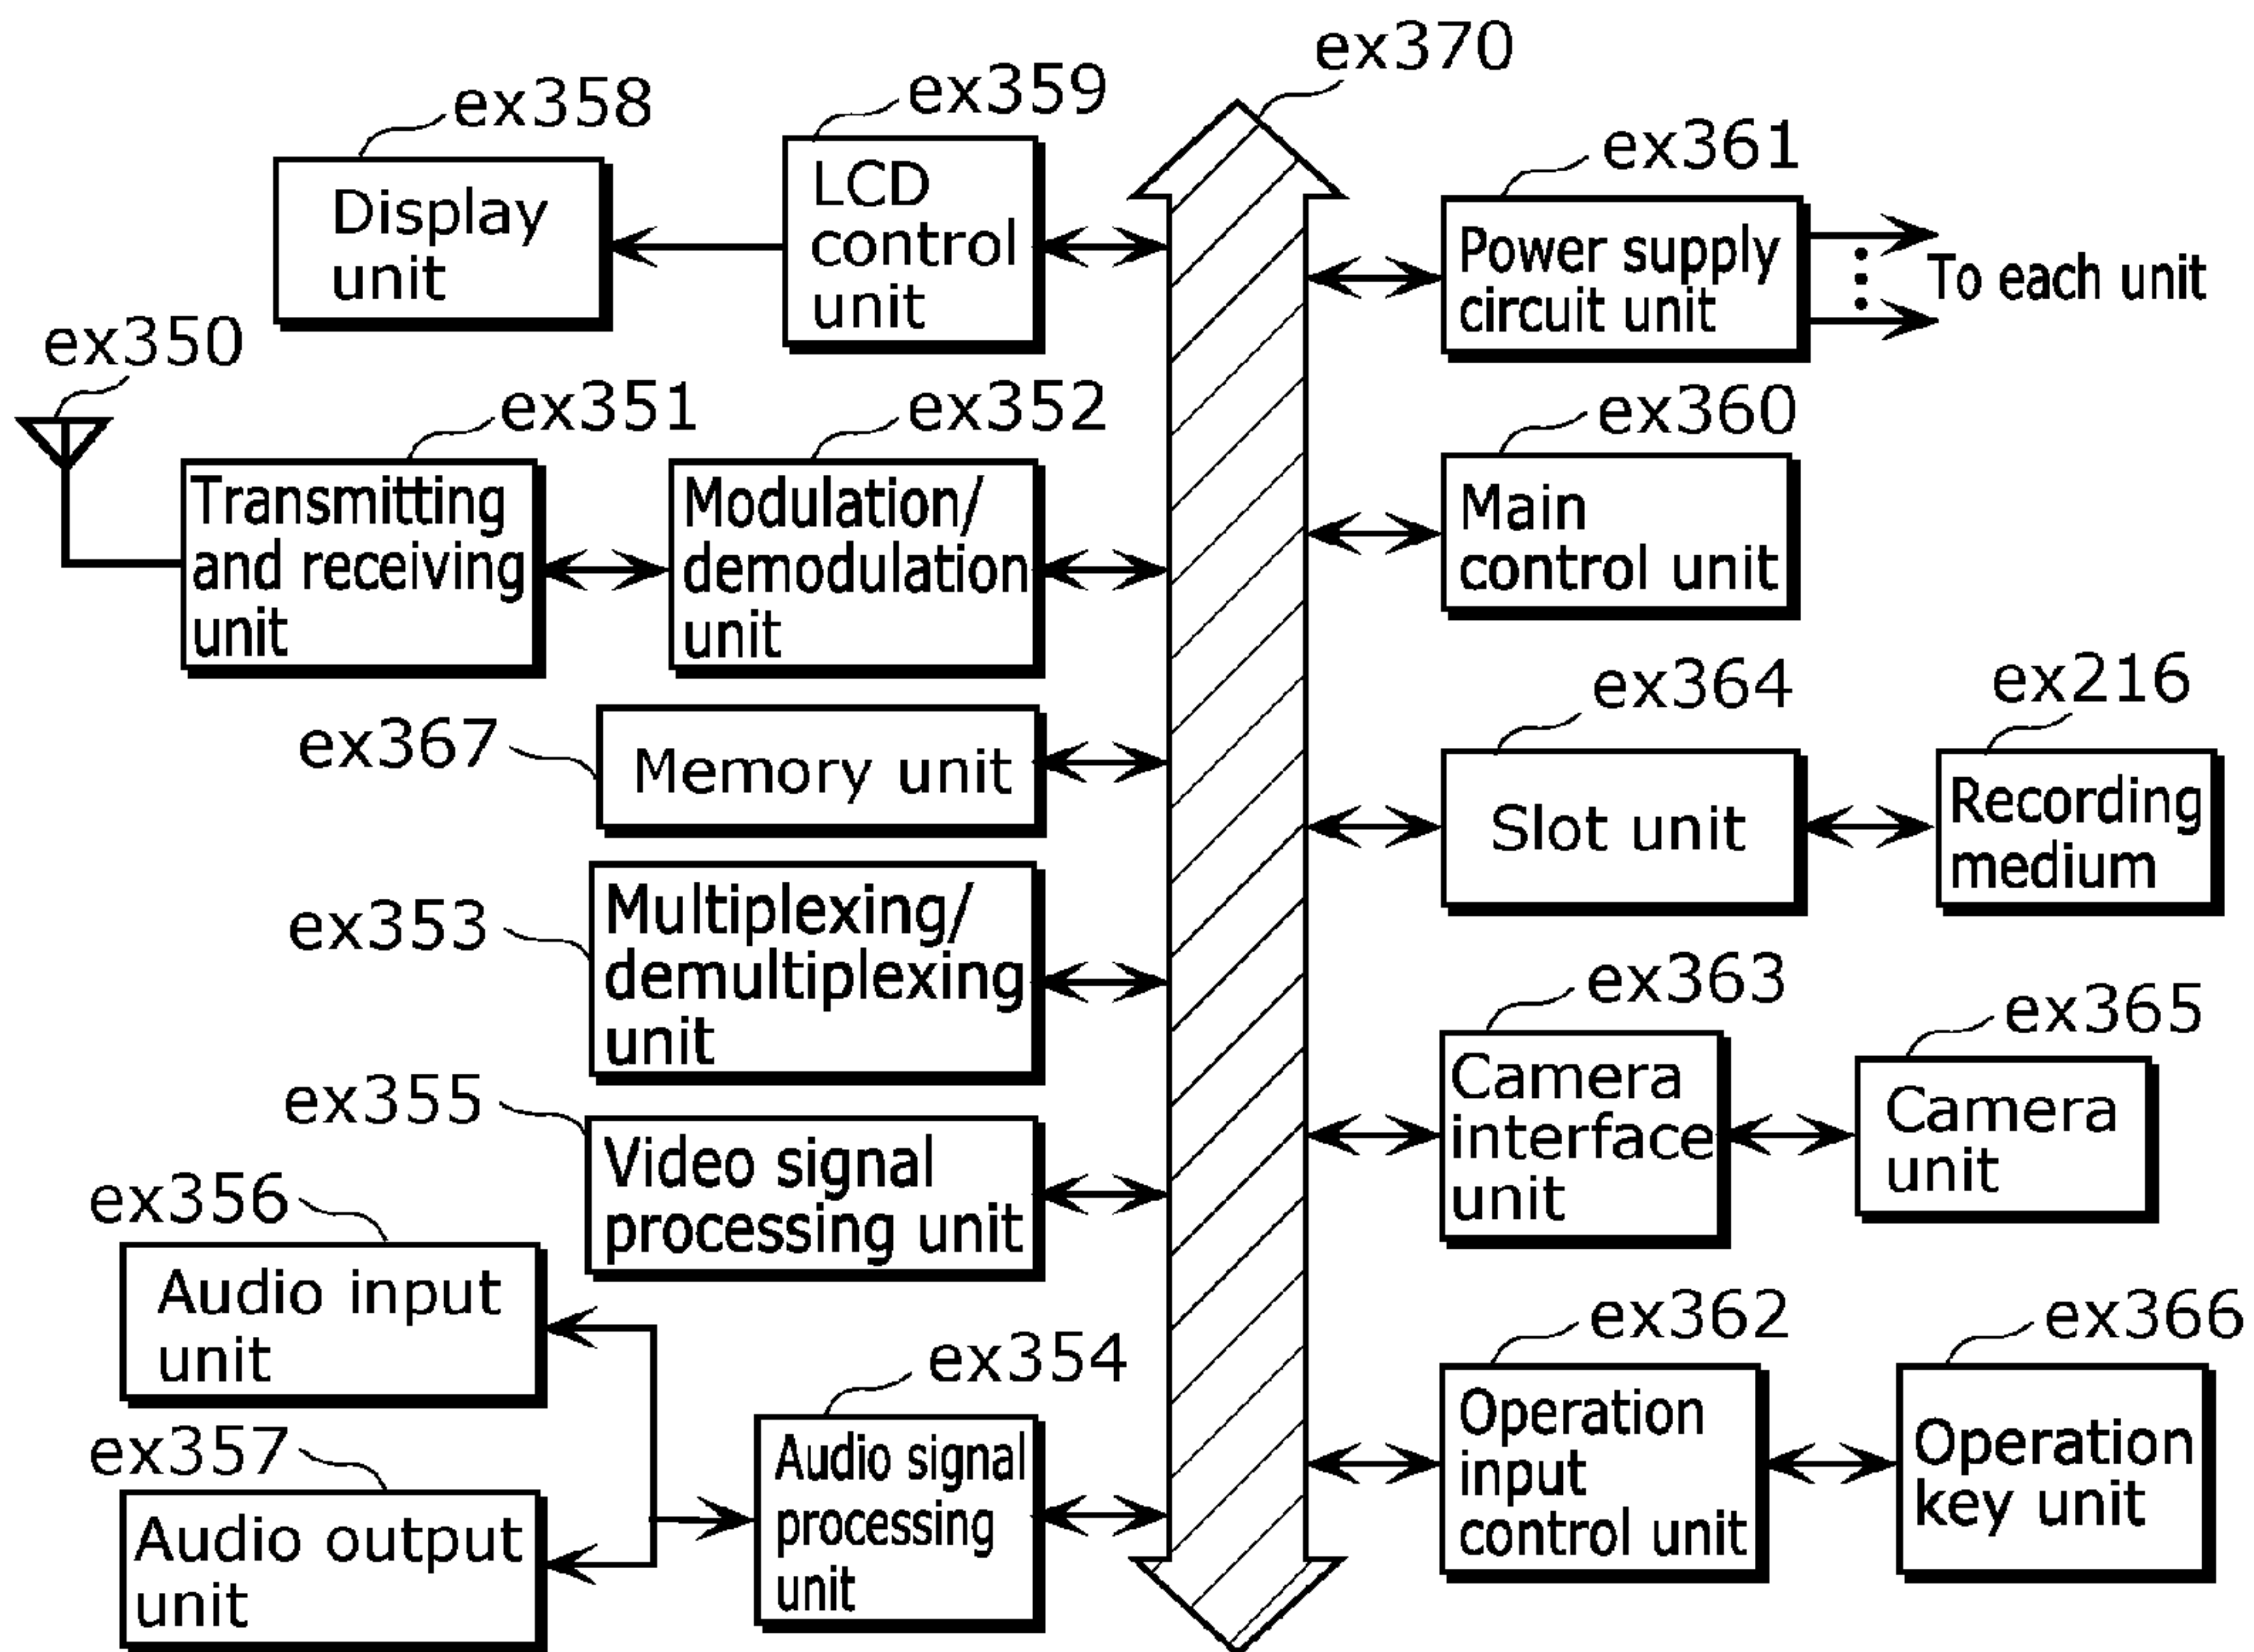 ex370
ex358
ex359
ex361
Display
unit
LCD
control
unit
Power supply
circuit unit
To each unit
ex350
ex351
ex352
ex360
Transmitting
and receiving
unit
Modulation/
demodulation
unit
Main
control unit
ex364
ex216
ex367
Memory unit
Slot unit
Recording
medium
ex353
Multiplexing/
demultiplexing
unit
ex363
ex365
Camera
interface
unit
Camera
unit
ex355
Video signal
processing unit
ex356
Audio input
unit
ex354
ex362
ex366
Operation
input
control unit
Operation
key unit
ex357
Audio output
unit
Audio signal
processing
unit